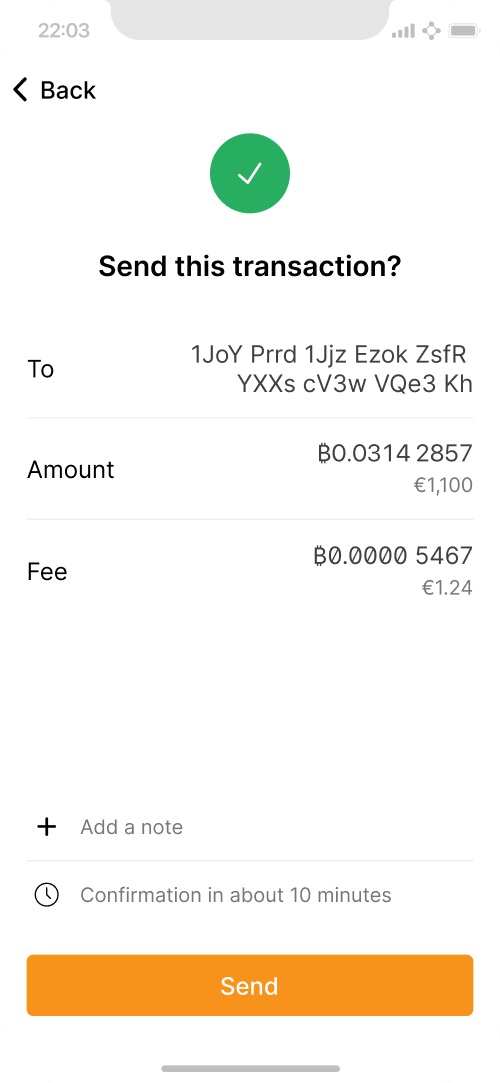 22:03
Back
Send this transaction?
To
1JoY Prrd 1Jjz Ezok ZsfR
YXXs cV3w VQe3 Kh
Amount
₿0.0314 2857
€1,100
Fee
₿0.0000 5467
€1.24
Add a note
Confirmation in about 10 minutes
Send